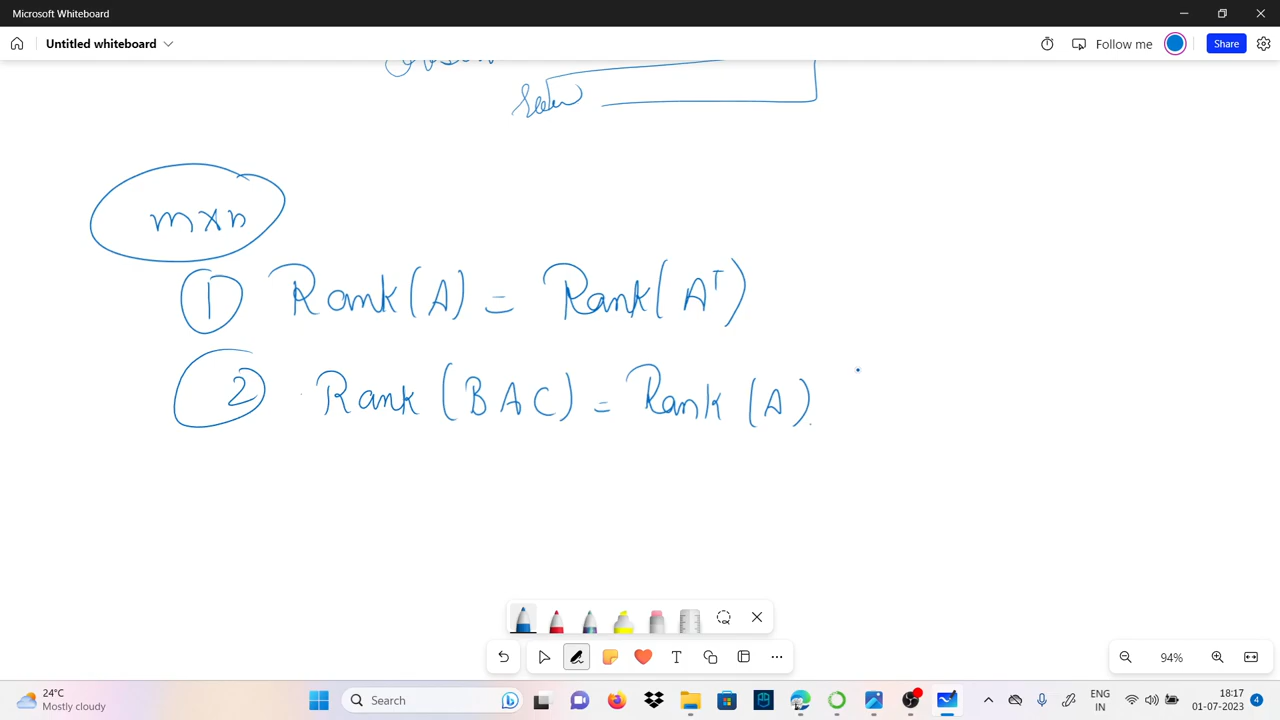 Microsoft Whiteboard
Untitled whiteboard
Follow me
Share
m×n
① Rank(A) = Rank(Aᵀ)
② Rank (BAC) = Rank (A).
94%
24°C
Mostly cloudy
Search
ENG
IN
18:17
01-07-2023
4